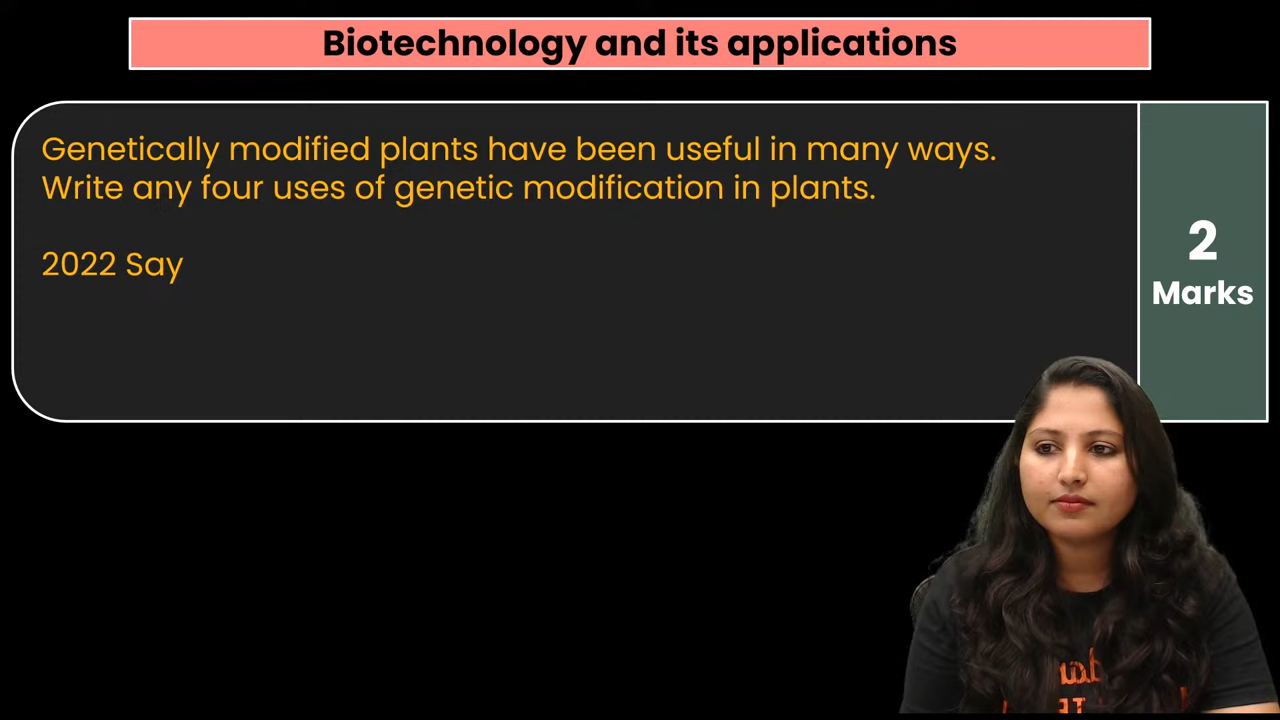 Biotechnology and its applications
Genetically modified plants have been useful in many ways.
Write any four uses of genetic modification in plants.
2022 Say
2
Marks